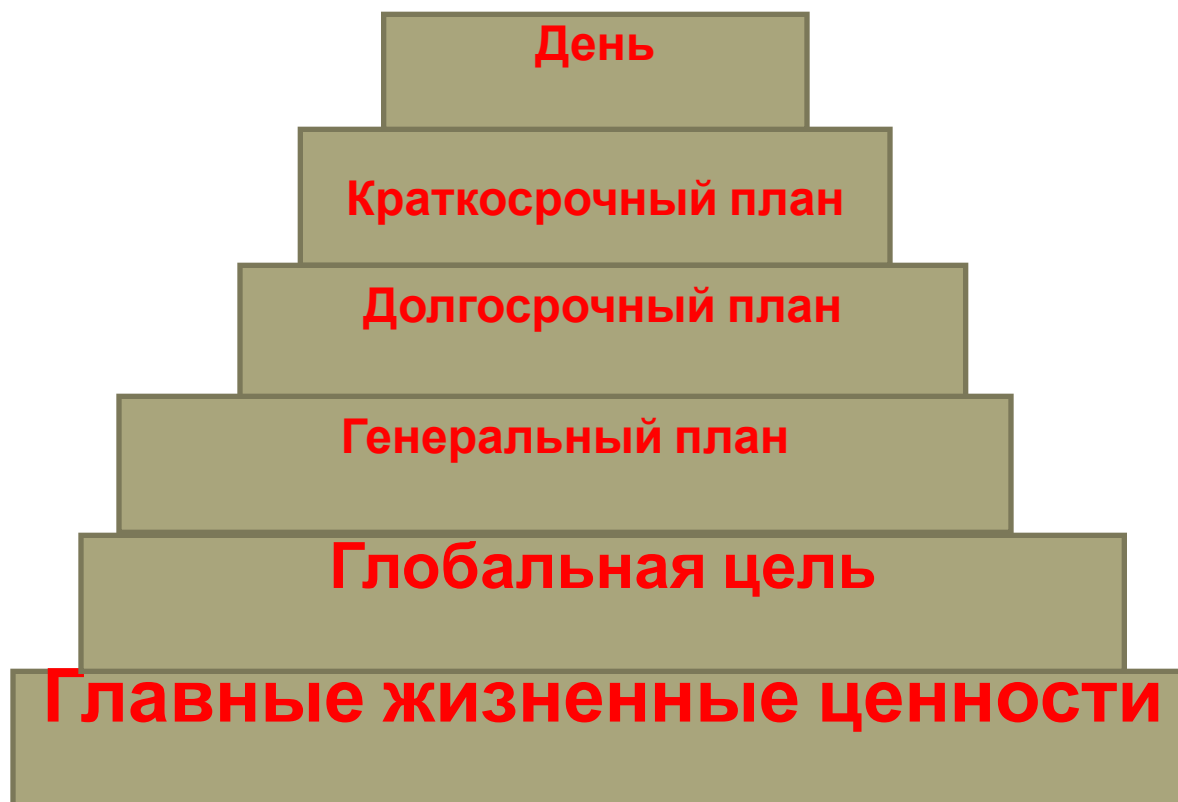 День
Краткосрочный план
Долгосрочный план
Генеральный план
Глобальная цель
Главные жизненные ценности